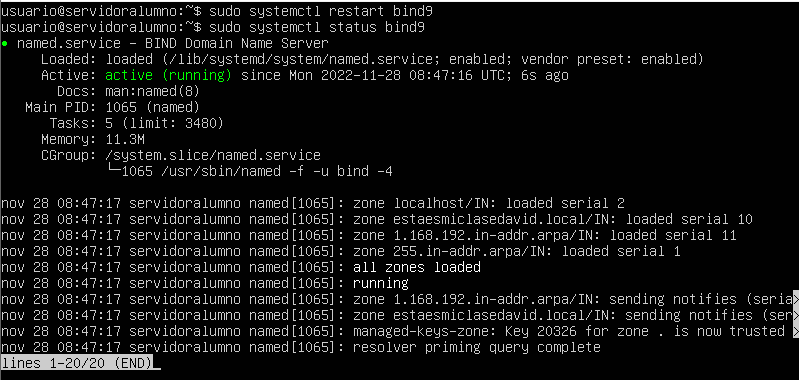 usuario@servidoralumno:~$ sudo systemctl restart bind9
usuario@servidoralumno:~$ sudo systemctl status bind9
● named.service - BIND Domain Name Server
     Loaded: loaded (/lib/systemd/system/named.service; enabled; vendor preset: enabled)
     Active: active (running) since Mon 2022-11-28 08:47:16 UTC; 6s ago
       Docs: man:named(8)
   Main PID: 1065 (named)
      Tasks: 5 (limit: 3480)
     Memory: 11.3M
     CGroup: /system.slice/named.service
             └─1065 /usr/sbin/named -f -u bind -4

nov 28 08:47:17 servidoralumno named[1065]: zone localhost/IN: loaded serial 2
nov 28 08:47:17 servidoralumno named[1065]: zone estaesmiclasedavid.local/IN: loaded serial 10
nov 28 08:47:17 servidoralumno named[1065]: zone 1.168.192.in-addr.arpa/IN: loaded serial 11
nov 28 08:47:17 servidoralumno named[1065]: zone 255.in-addr.arpa/IN: loaded serial 1
nov 28 08:47:17 servidoralumno named[1065]: all zones loaded
nov 28 08:47:17 servidoralumno named[1065]: running
nov 28 08:47:17 servidoralumno named[1065]: zone 1.168.192.in-addr.arpa/IN: sending notifies (seria>
nov 28 08:47:17 servidoralumno named[1065]: zone estaesmiclasedavid.local/IN: sending notifies (ser>
nov 28 08:47:17 servidoralumno named[1065]: managed-keys-zone: Key 20326 for zone . is now trusted >
nov 28 08:47:17 servidoralumno named[1065]: resolver priming query complete
lines 1-20/20 (END)